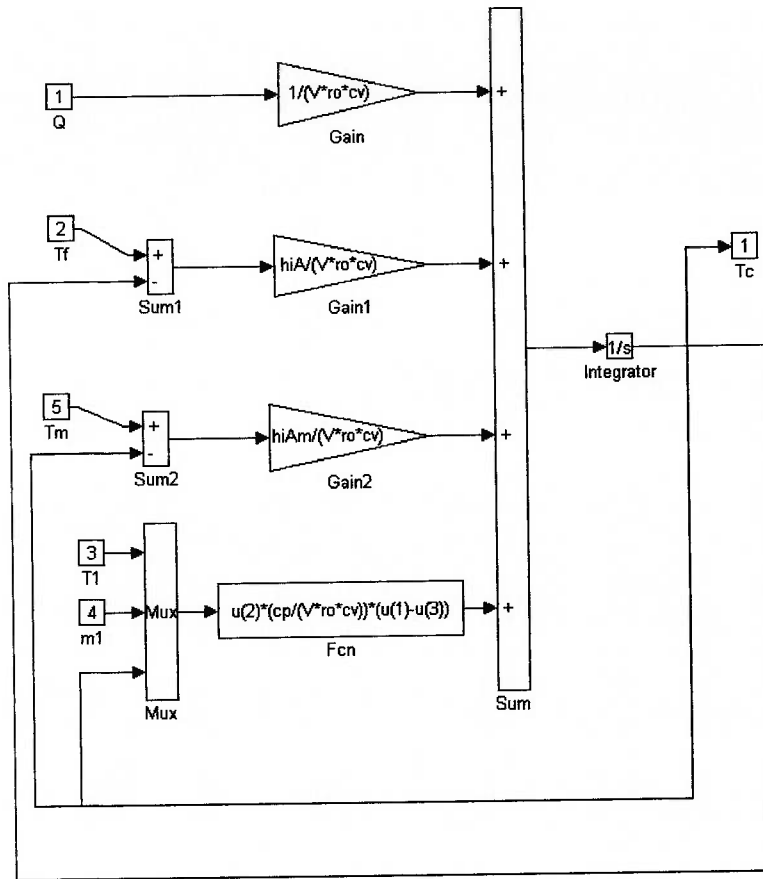 1
Q
1/(V*ro*cv)
Gain
+
2
Tf
+
-
Sum1
hiA/(V*ro*cv)
Gain1
+
1
Tc
1/s
Integrator
5
Tm
+
-
Sum2
hiAm/(V*ro*cv)
Gain2
+
3
T1
4
m1
Mux
Mux
u(2)*(cp/(V*ro*cv))*(u(1)-u(3))
Fcn
+
Sum